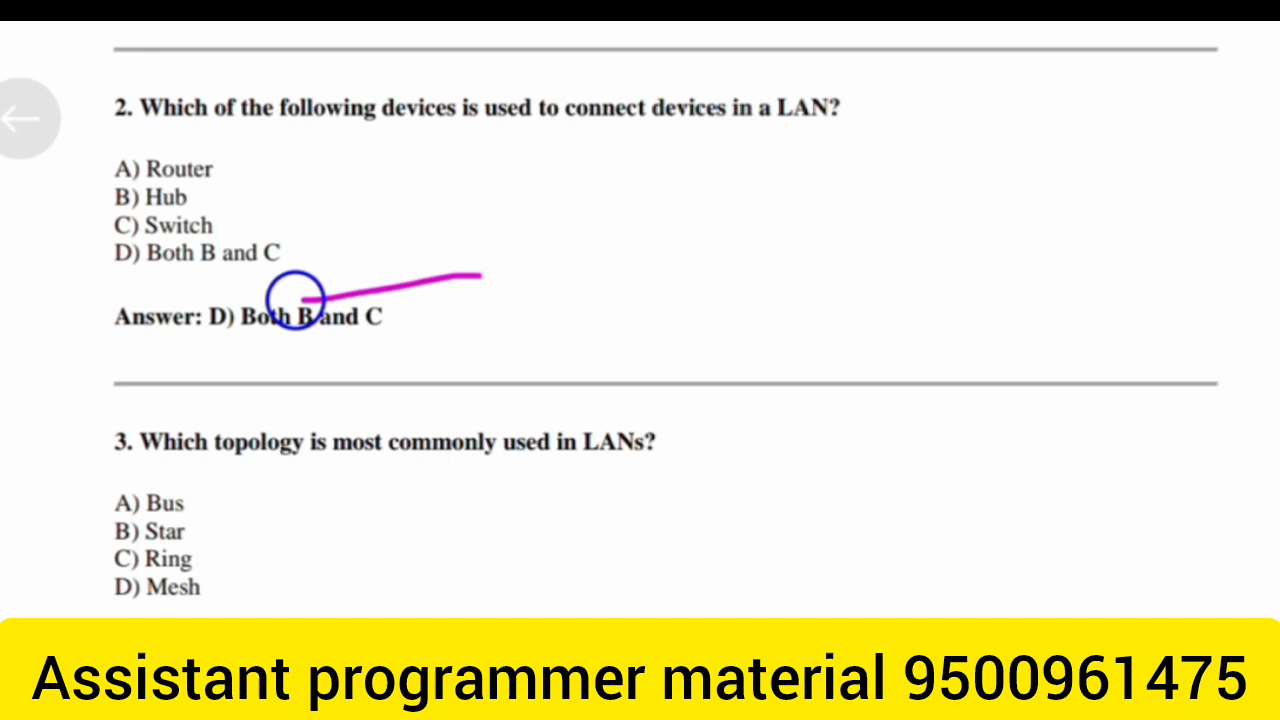 2. Which of the following devices is used to connect devices in a LAN?
A) Router
B) Hub
C) Switch
D) Both B and C
Answer: D) Both B and C
3. Which topology is most commonly used in LANs?
A) Bus
B) Star
C) Ring
D) Mesh
Assistant programmer material 9500961475